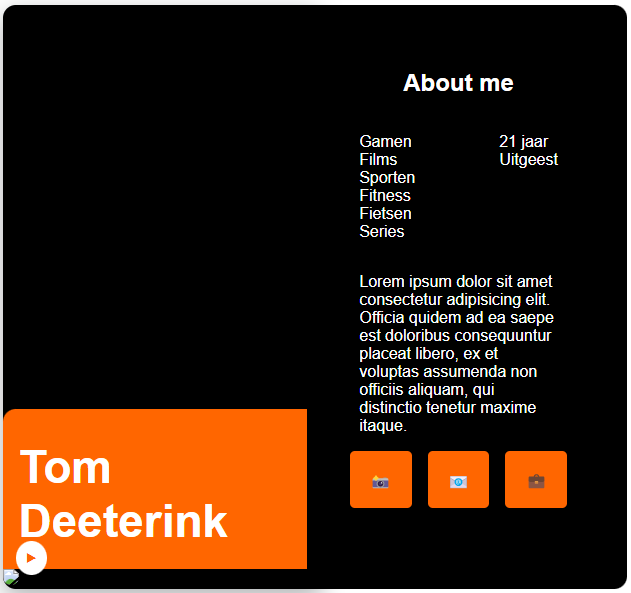 About me
Gamen
Films
Sporten
Fitness
Fietsen
Series
21 jaar
Uitgeest
Lorem ipsum dolor sit amet
consectetur adipisicing elit.
Officia quidem ad ea saepe
est doloribus consequuntur
placeat libero, ex et
voluptas assumenda non
officiis aliquam, qui
distinctio tenetur maxime
itaque.
Tom
Deeterink